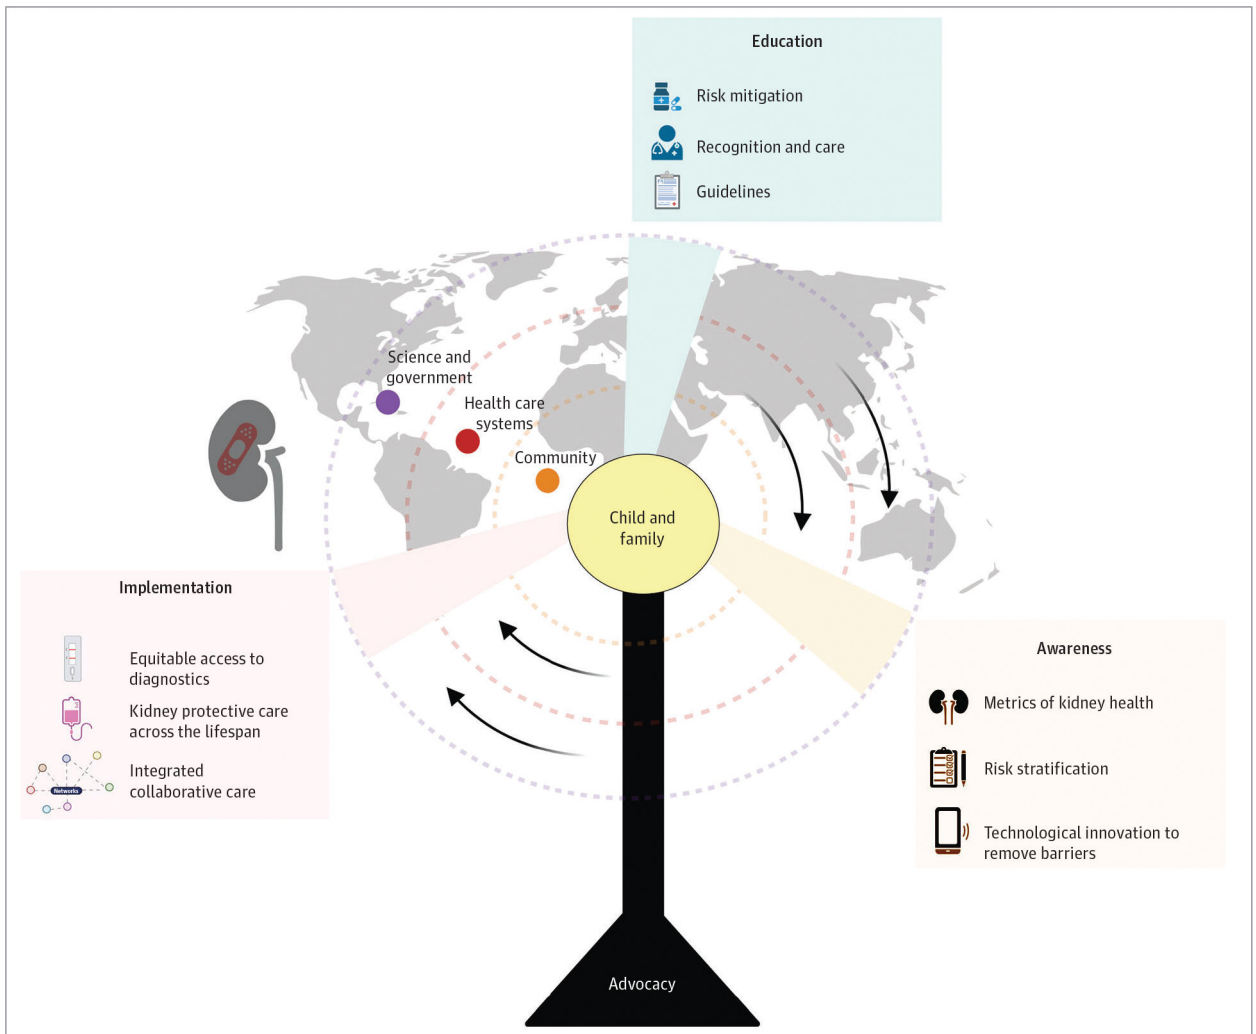 Education
Risk mitigation
Recognition and care
Guidelines
Science and
government
Health care
systems
Community
Child and
family
Implementation
Equitable access to
diagnostics
Kidney protective care
across the lifespan
Networks
Integrated
collaborative care
Awareness
Metrics of kidney health
Risk stratification
Technological innovation to
remove barriers
Advocacy